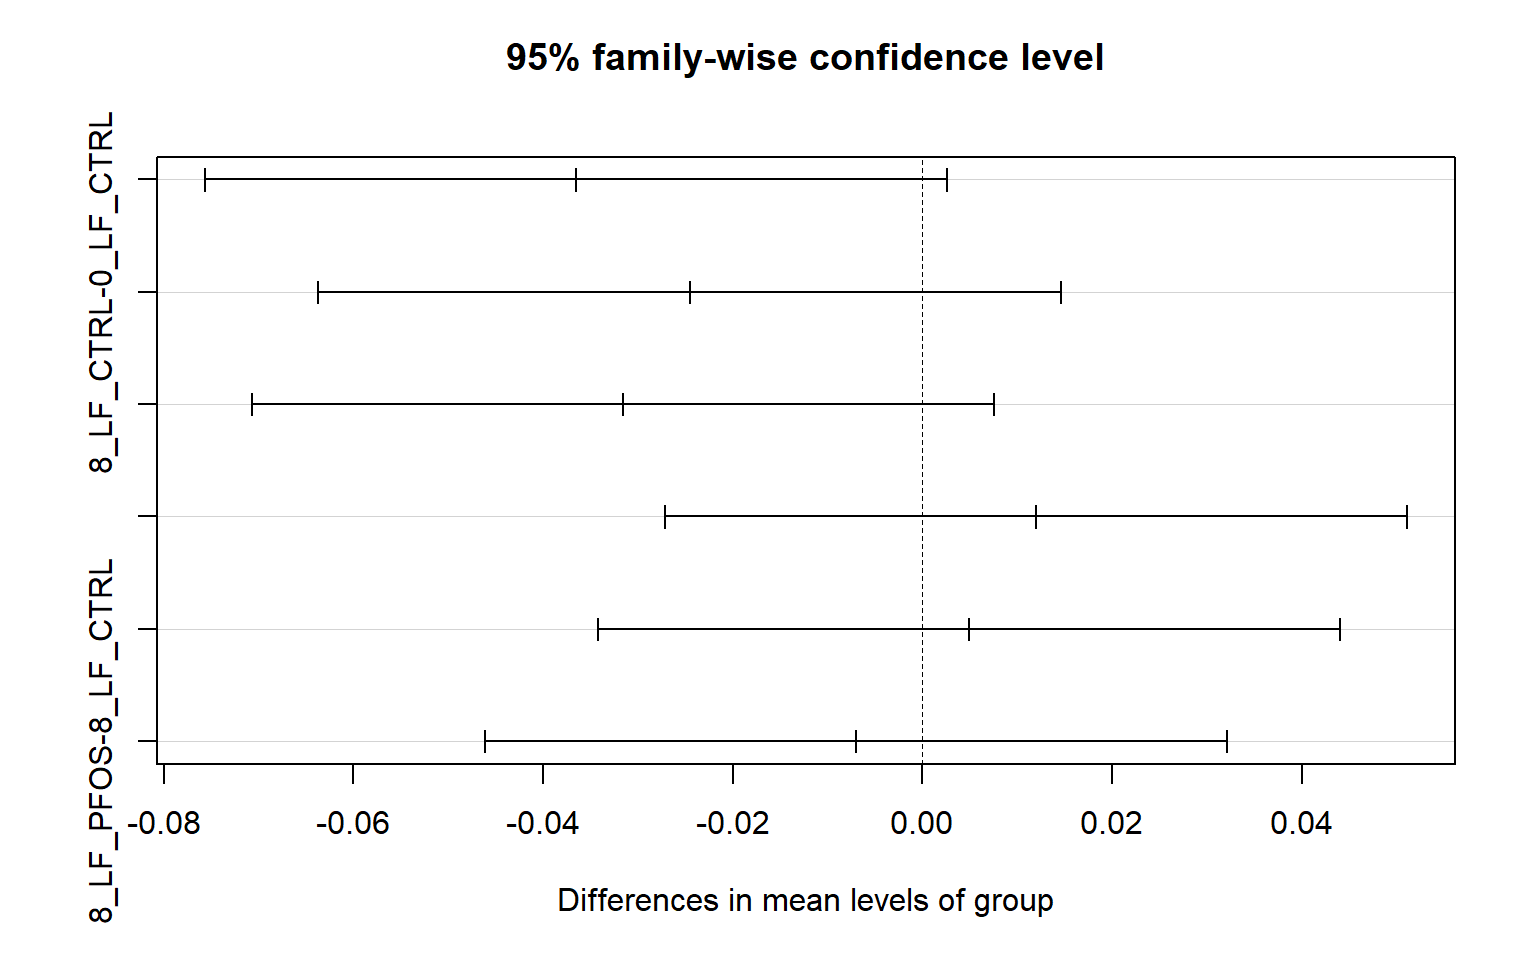 95% family-wise confidence level
8_LF_CTRL-0_LF_CTRL
8_LF_PFOS-8_LF_CTRL
-0.08 -0.06 -0.04 -0.02 0.00 0.02 0.04
Differences in mean levels of group